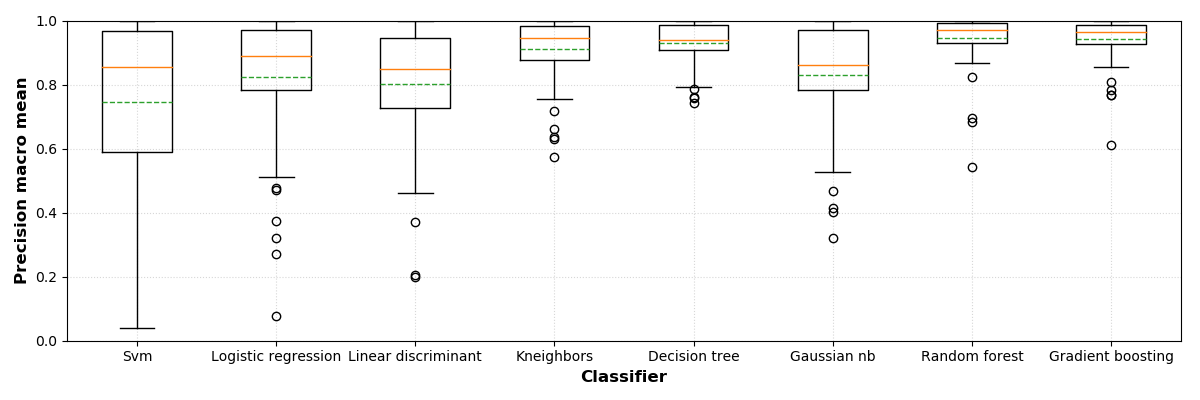 Precision macro mean
1.0
0.8
0.6
0.4
0.2
0.0
Svm Logistic regression Linear discriminant Kneighbors Decision tree Gaussian nb Random forest Gradient boosting
Classifier